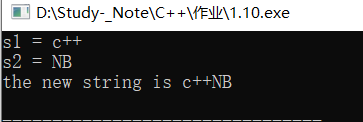 D:\Study-_Note\C++\作业\1.10.exe
s1 = c++
s2 = NB
the new string is c++NB
--------------------------------